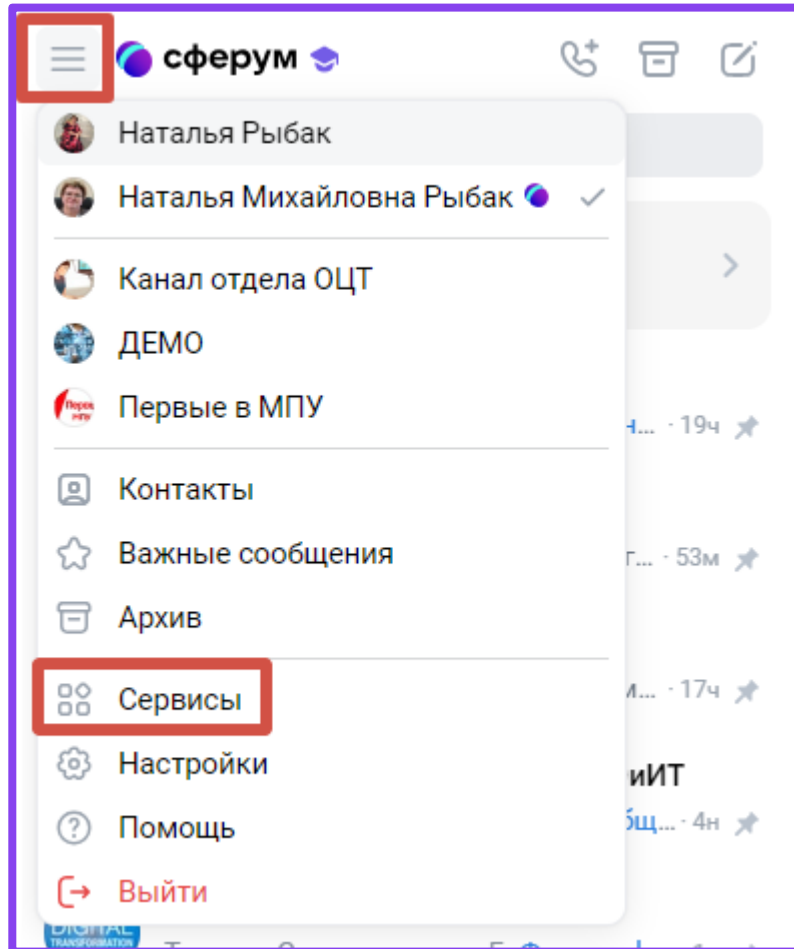 сферум
Наталья Рыбак
Наталья Михайловна Рыбак
Канал отдела ОЦТ
ДЕМО
Первые в МПУ
н... · 19ч
Контакты
Важные сообщения
г... · 53м
Архив
Сервисы
м... · 17ч
Настройки
иИТ
Помощь
бщ... · 4н
Выйти
DIGITAL
TRANSFORMATION